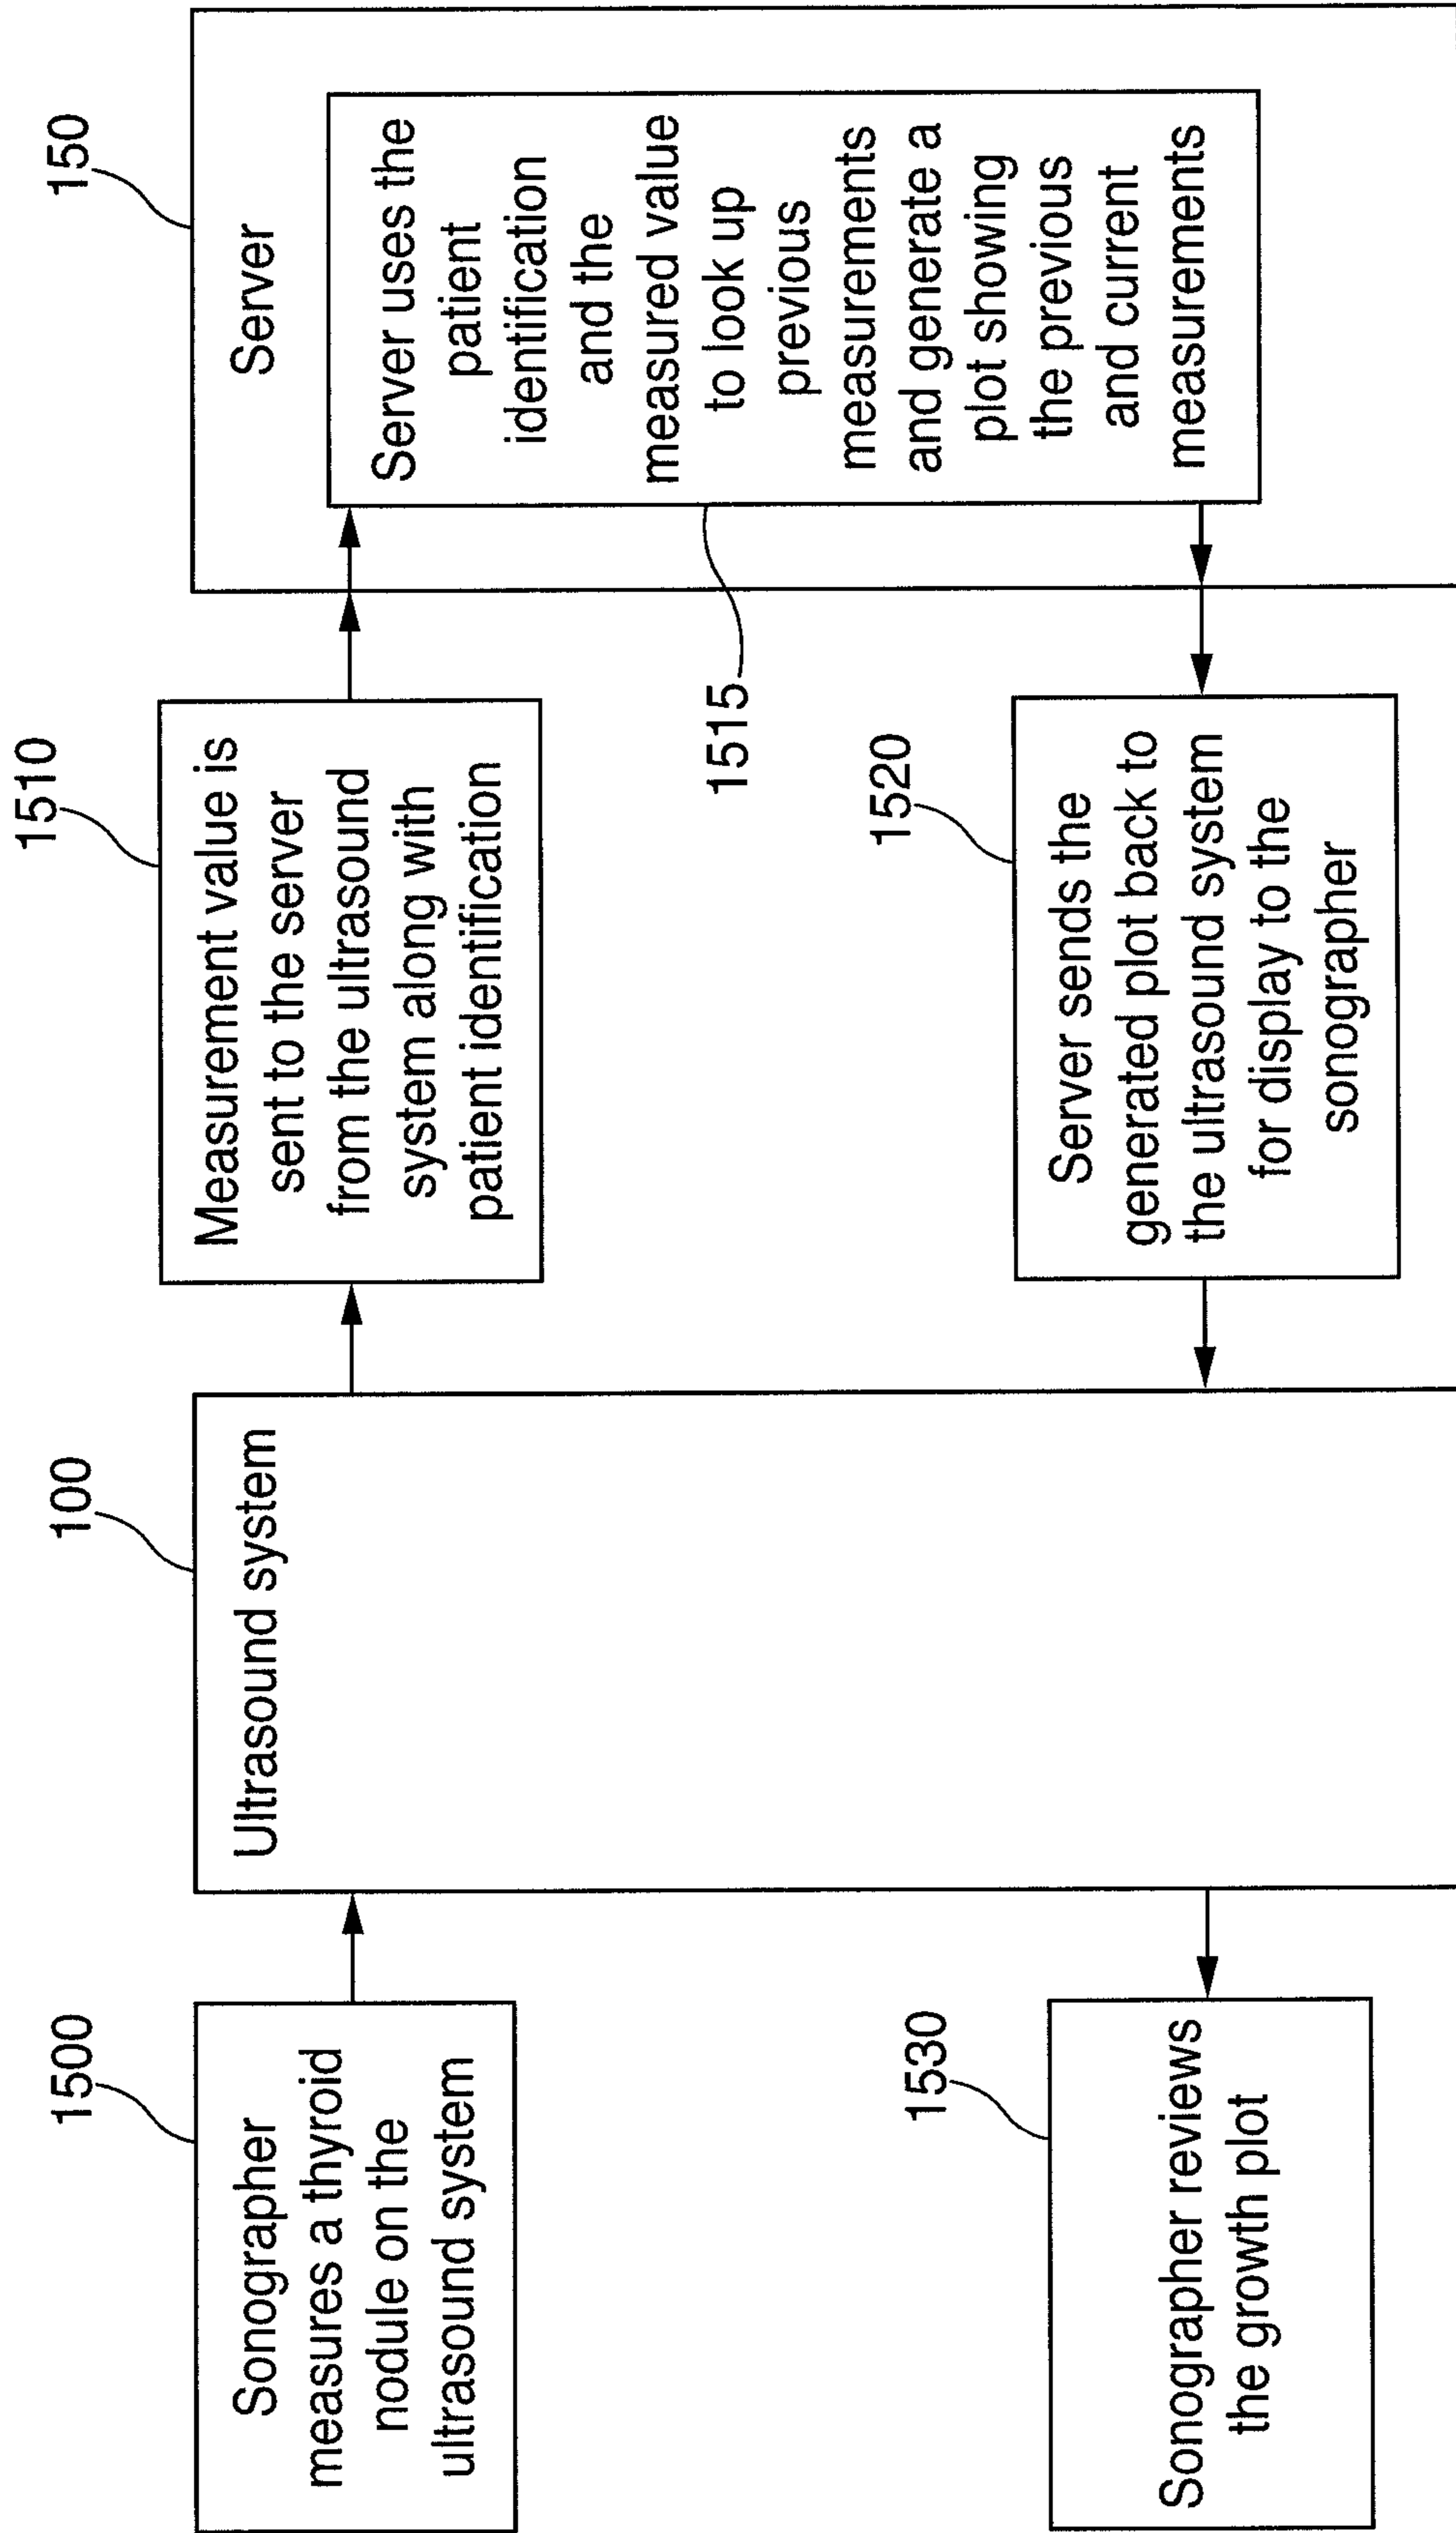 1500
Sonographer
measures a thyroid
nodule on the
ultrasound system
100
Ultrasound system
1510
Measurement value is
sent to the server
from the ultrasound
system along with
patient identification
150
Server
Server uses the
patient
identification
and the
measured value
to look up
previous
measurements
and generate a
plot showing
the previous
and current
measurements
1515
1520
Server sends the
generated plot back to
the ultrasound system
for display to the
sonographer
1530
Sonographer reviews
the growth plot